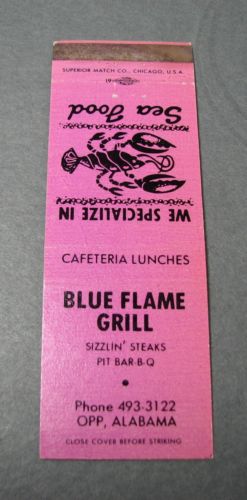 SUPERIOR MATCH CO., CHICAGO, U.S.A.
61
WE SPECIALIZE IN
Sea Food
CAFETERIA LUNCHES
BLUE FLAME
GRILL
SIZZLIN' STEAKS
PIT BAR-B-Q
Phone 493-3122
OPP, ALABAMA
CLOSE COVER BEFORE STRIKING